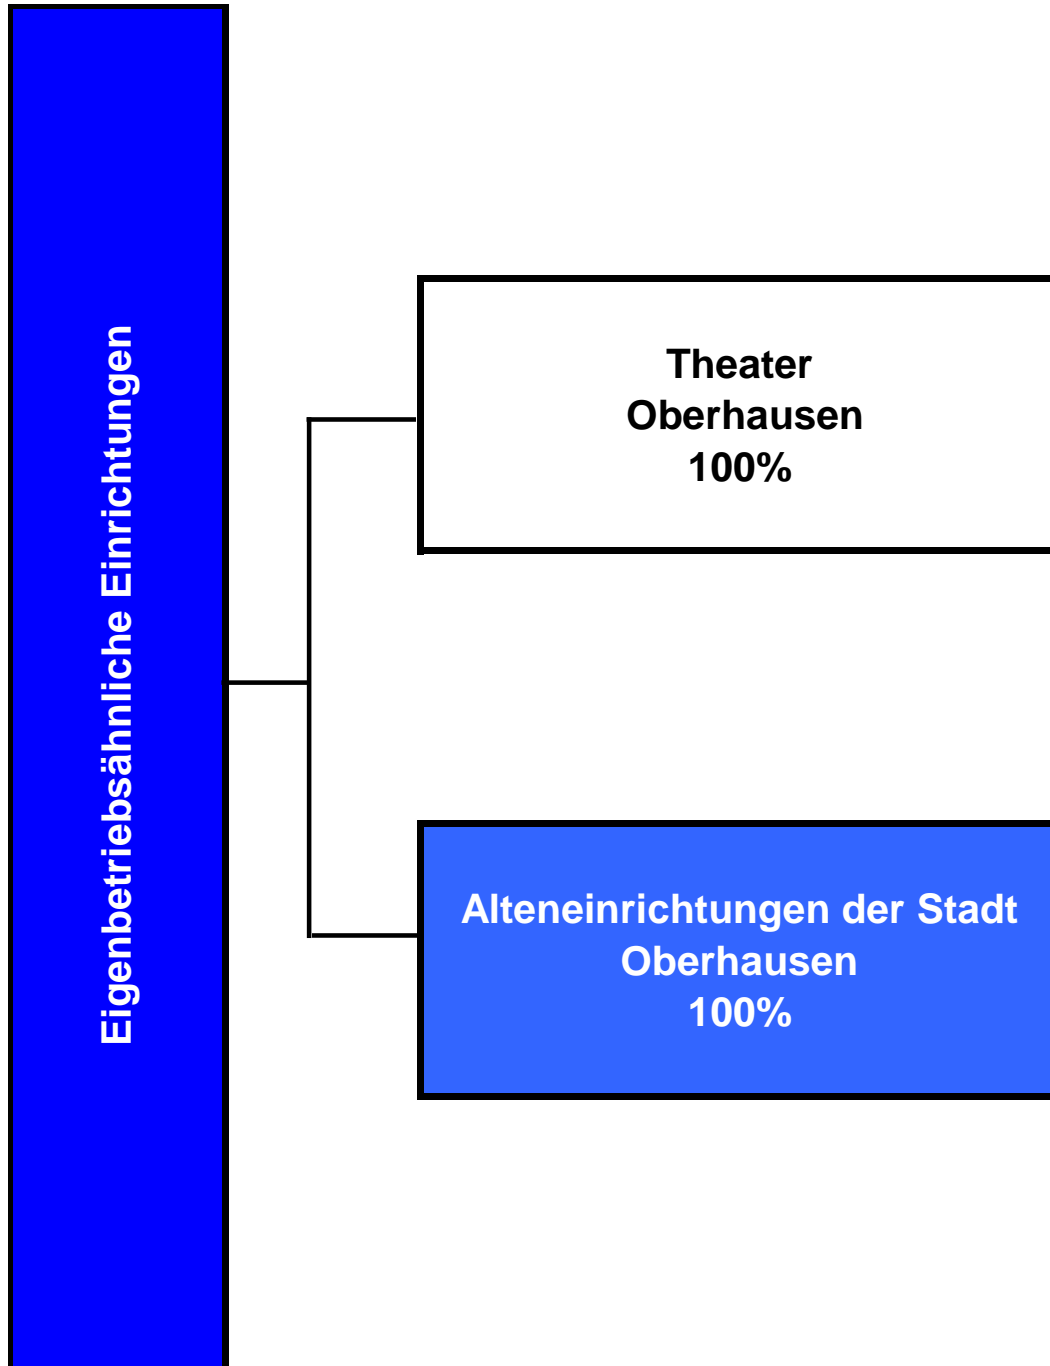 Eigenbetriebsähnliche Einrichtungen
Theater
Oberhausen
100%
Alteneinrichtungen der Stadt
Oberhausen
100%